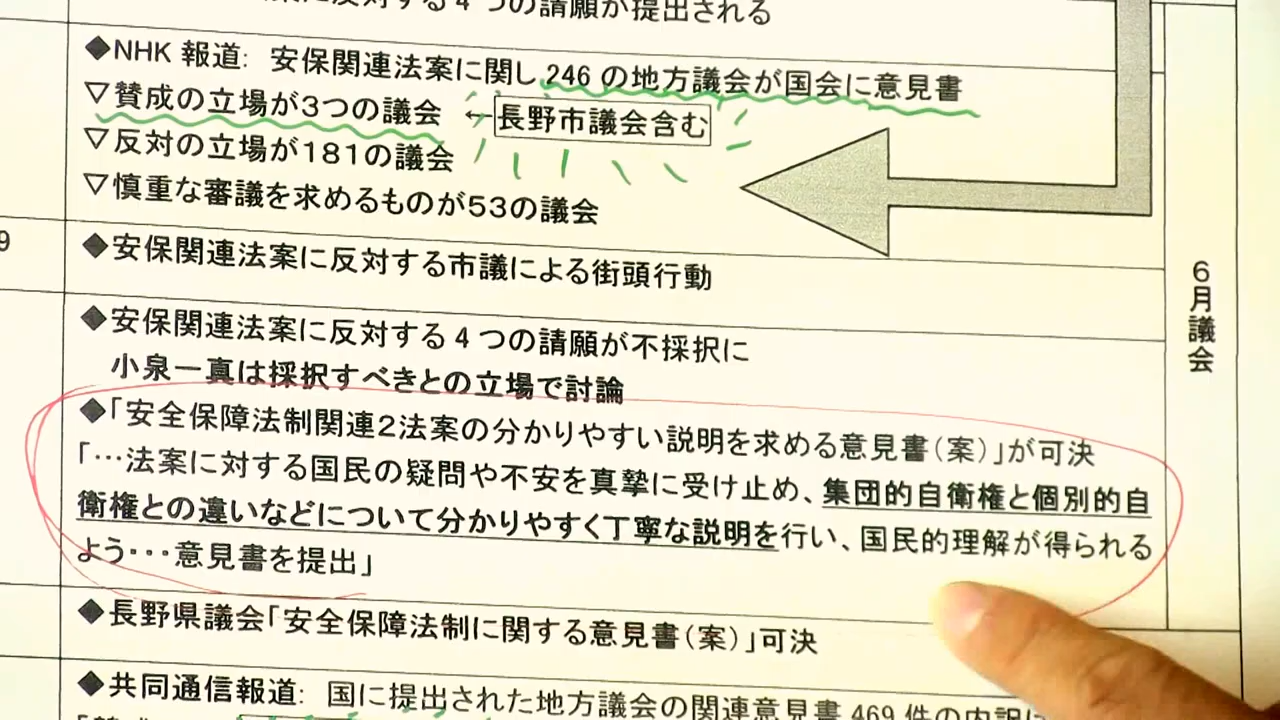 に反対する4つの請願が提出される
◆NHK 報道: 安保関連法案に関し 246 の地方議会が国会に意見書
▽賛成の立場が3つの議会 ←長野市議会含む
▽反対の立場が181の議会
▽慎重な審議を求めるものが53の議会
9
◆安保関連法案に反対する市議による街頭行動
◆安保関連法案に反対する 4 つの請願が不採択に
小泉一真は採択すべきとの立場で討論
◆「安全保障法制関連2法案の分かりやすい説明を求める意見書(案)」が可決
「…法案に対する国民の疑問や不安を真摯に受け止め、集団的自衛権と個別的自
衛権との違いなどについて分かりやすく丁寧な説明を行い、国民的理解が得られる
よう・・・意見書を提出」
◆長野県議会「安全保障法制に関する意見書(案)」可決
◆共同通信報道: 国に提出された地方議会の関連意見書 469 件の内訳
6月議会